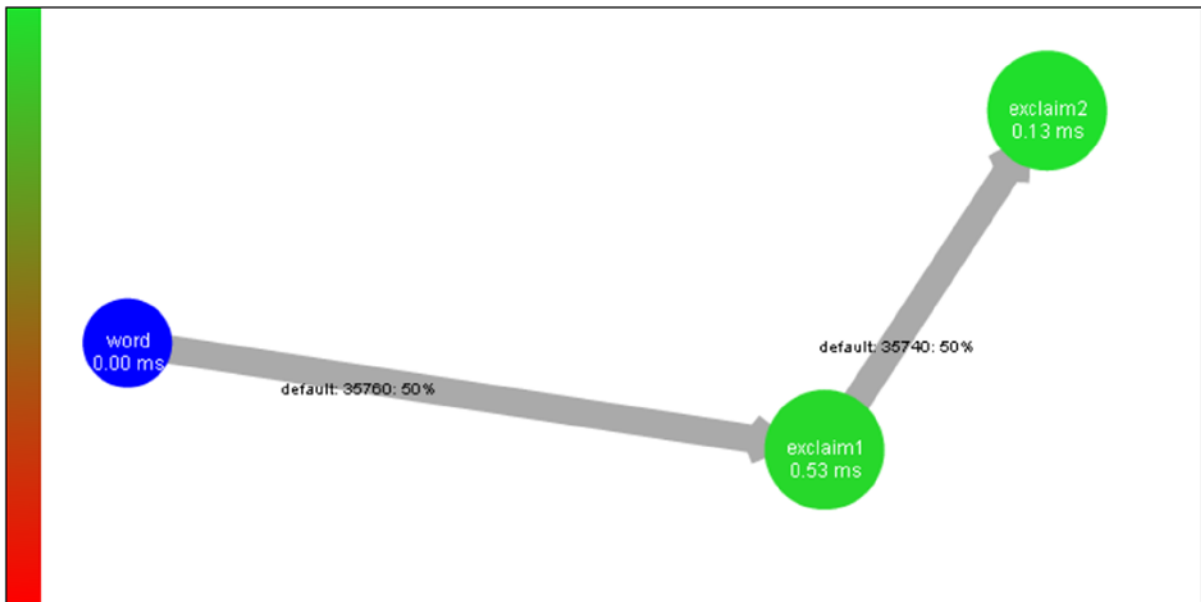 exclaim2
0.13 ms
word
0.00 ms
default: 35740: 50%
default: 35760: 50%
exclaim1
0.53 ms